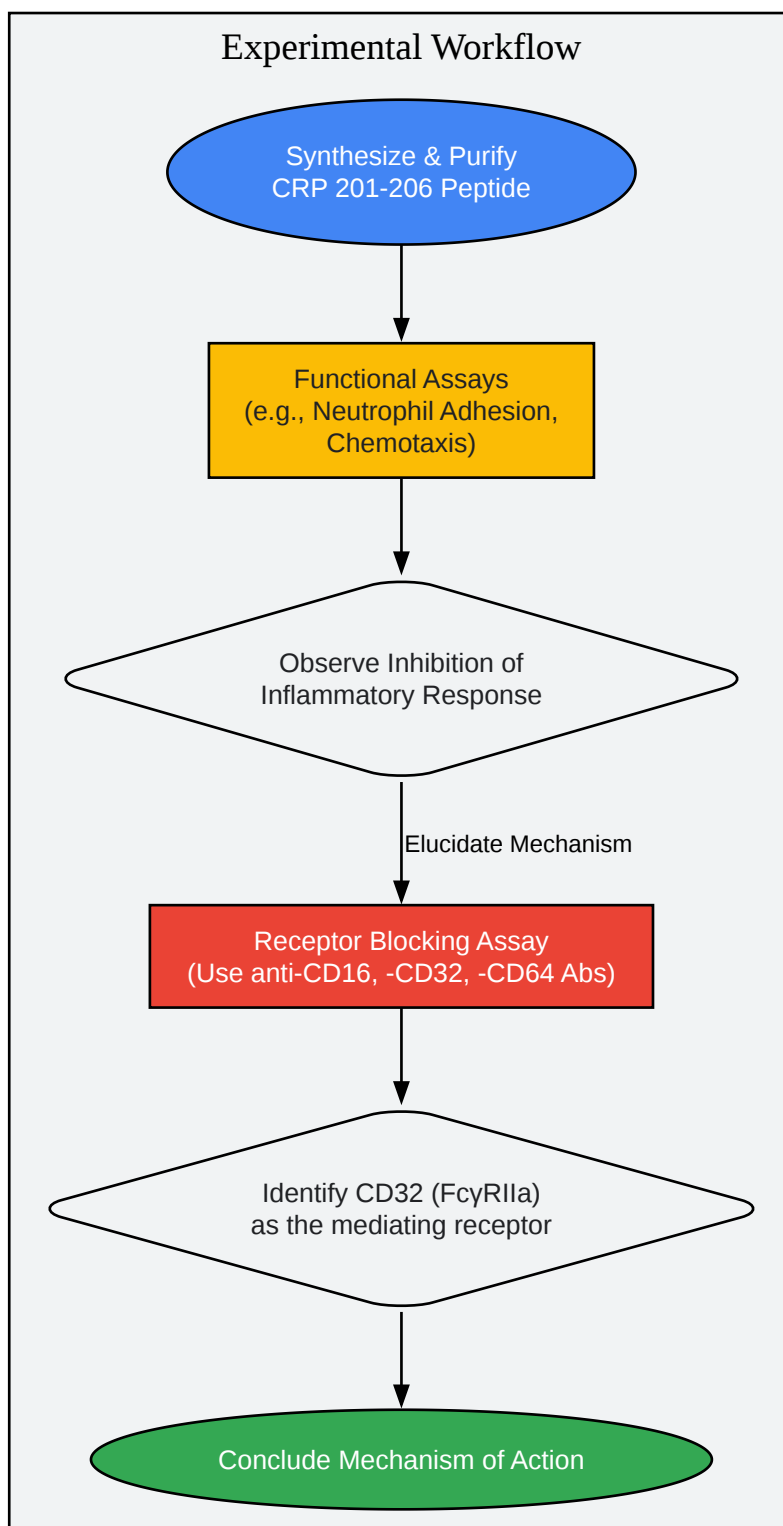 Experimental Workflow
Synthesize & Purify
CRP 201-206 Peptide
Functional Assays
(e.g., Neutrophil Adhesion,
Chemotaxis)
Observe Inhibition of
Inflammatory Response
Elucidate Mechanism
Receptor Blocking Assay
(Use anti-CD16, -CD32, -CD64 Abs)
Identify CD32 (FcγRIIa)
as the mediating receptor
Conclude Mechanism of Action